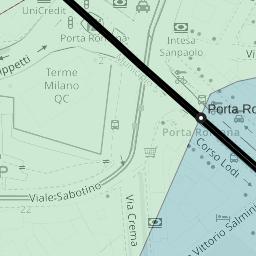 UniCredit
Porta Romana
Intesa
Sanpaolo
Terme
Milano
QC
Porta Ro
Porta Romana
Corso Lodi
Viale Sabotino
22
Via Crema
Vittorio Salmini